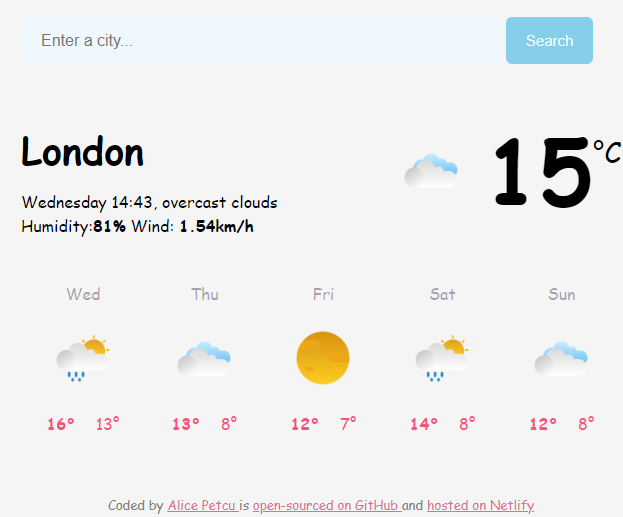 Enter a city...
Search
London
15°C
Wednesday 14:43, overcast clouds
Humidity:81% Wind: 1.54km/h
Wed Thu Fri Sat Sun
16° 13° 13° 8° 12° 7° 14° 8° 12° 8°
Coded by Alice Petcu is open-sourced on GitHub and hosted on Netlify